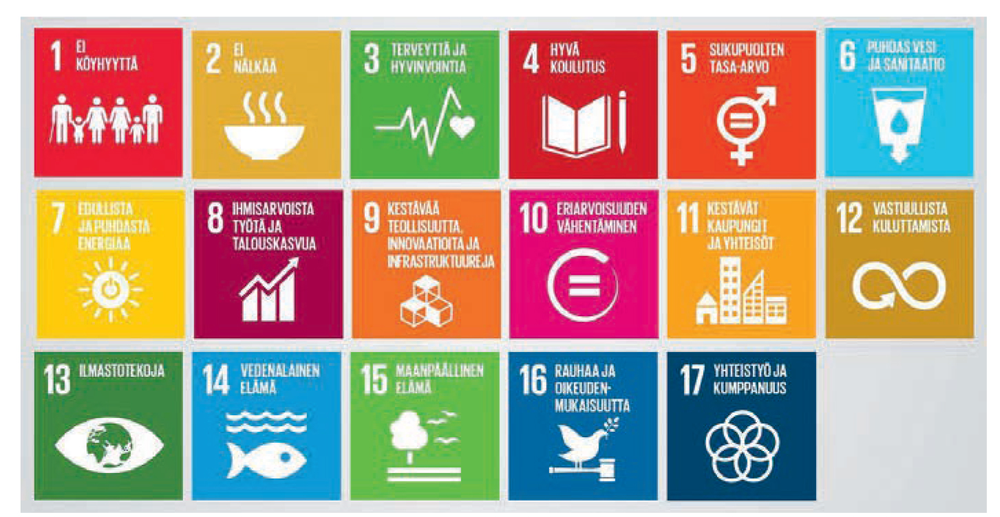 1 EI
KÖYHYYTTÄ
2 EI
NÄLKÄÄ
3 TERVEYTTÄ JA
HYVINVOINTIA
4 HYVÄ
KOULUTUS
5 SUKUPUOLTEN
TASA-ARVO
6 PUHDAS VESI
JA SANITAATIO
7 EDULLISTA
JA PUHDASTA
ENERGIAA
8 IHMISARVOISTA
TYÖTÄ JA
TALOUSKASVUA
9 KESTÄVÄÄ
TEOLLISUUTTA,
INNOVAATIOITA JA
INFRASTRUKTUUREJA
10 ERIARVOISUUDEN
VÄHENTÄMINEN
11 KESTÄVÄT
KAUPUNGIT
JA YHTEISÖT
12 VASTUULLISTA
KULUTTAMISTA
13 ILMASTOTEKOJA
14 VEDENALAINEN
ELÄMÄ
15 MAANPÄÄLLINEN
ELÄMÄ
16 RAUHAA JA
OIKEUDEN-
MUKAISUUTTA
17 YHTEISTYÖ JA
KUMPPANUUS